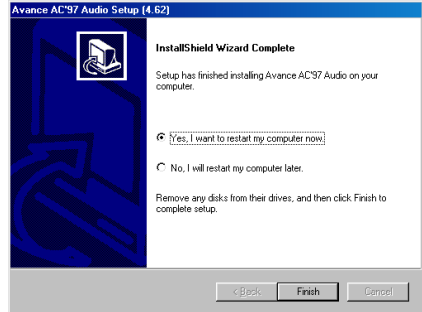 Avance AC'97 Audio Setup (4.62)
InstallShield Wizard Complete
Setup has finished installing Avance AC'97 Audio on your
computer.
Yes, I want to restart my computer now.
No, I will restart my computer later.
Remove any disks from their drives, and then click Finish to
complete setup.
< Back Finish Cancel